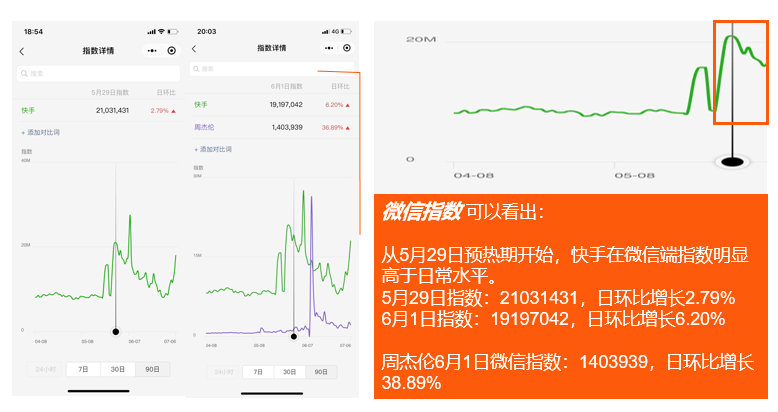 18:54
指数详情
搜索
5月29日指数 日环比
快手 21,031,431 2.79% ▲
+ 添加对比词
指数
40M
20M
0
04-08 05-08 06-07 07-06
24小时 7日 30日 90日
20:03 4G
指数详情
搜索
6月1日指数 日环比
快手 19,197,042 6.20% ▲
周杰伦 1,403,939 36.89% ▲
+ 添加对比词
指数
0
04-08 05-08 06-07 07-06
24小时 7日 30日 90日
20M
0
04-08 05-08
微信指数可以看出：
从5月29日预热期开始，快手在微信端指数明显
高于日常水平。
5月29日指数：21031431，日环比增长2.79%
6月1日指数：19197042，日环比增长6.20%
周杰伦6月1日微信指数：1403939，日环比增长
38.89%